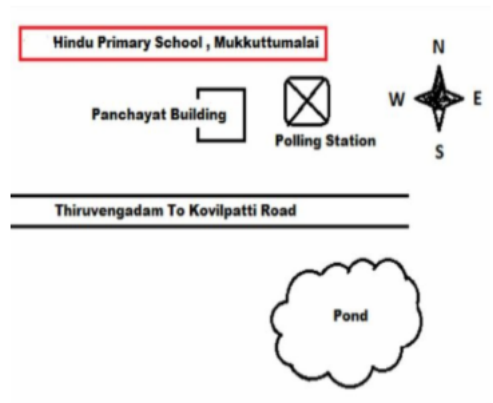 Hindu Primary School , Mukkuttumalai
N
W E
Panchayat Building
Polling Station
S
Thiruvengadam To Kovilpatti Road
Pond